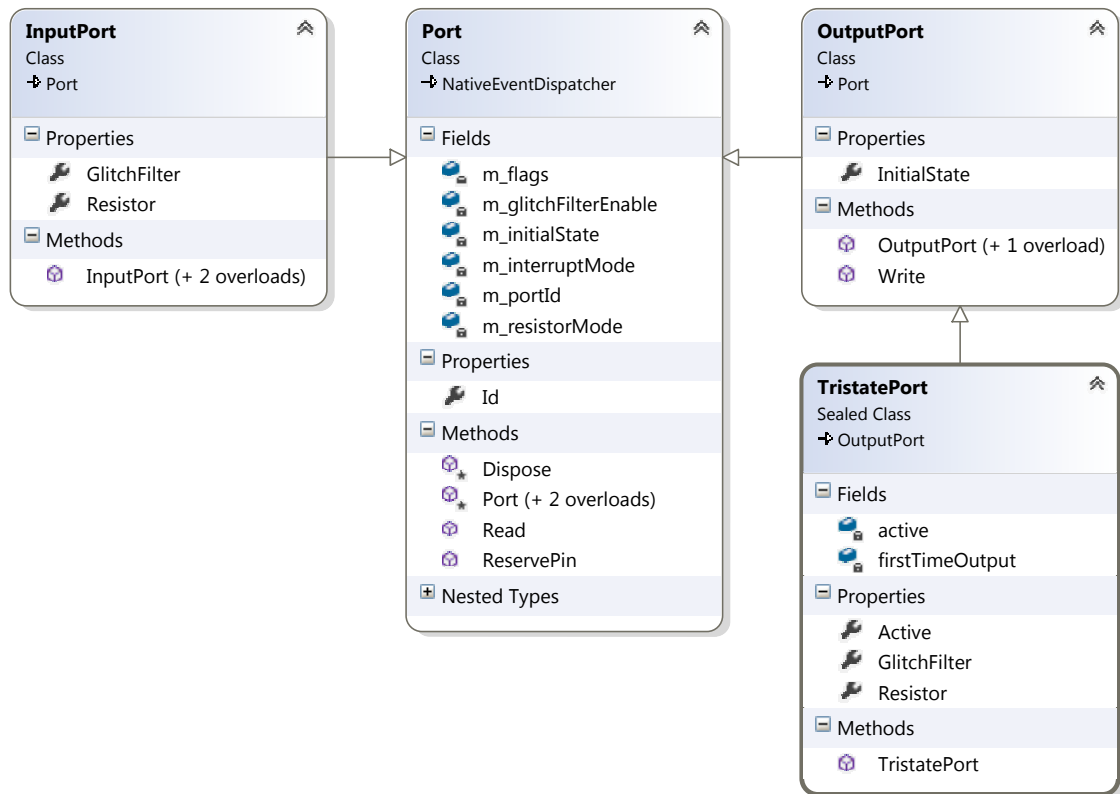 InputPort
Class
Port
Properties
GlitchFilter
Resistor
Methods
InputPort (+ 2 overloads)
Port
Class
NativeEventDispatcher
Fields
m_flags
m_glitchFilterEnable
m_initialState
m_interruptMode
m_portId
m_resistorMode
Properties
Id
Methods
Dispose
Port (+ 2 overloads)
Read
ReservePin
Nested Types
OutputPort
Class
Port
Properties
InitialState
Methods
OutputPort (+ 1 overload)
Write
TristatePort
Sealed Class
OutputPort
Fields
active
firstTimeOutput
Properties
Active
GlitchFilter
Resistor
Methods
TristatePort